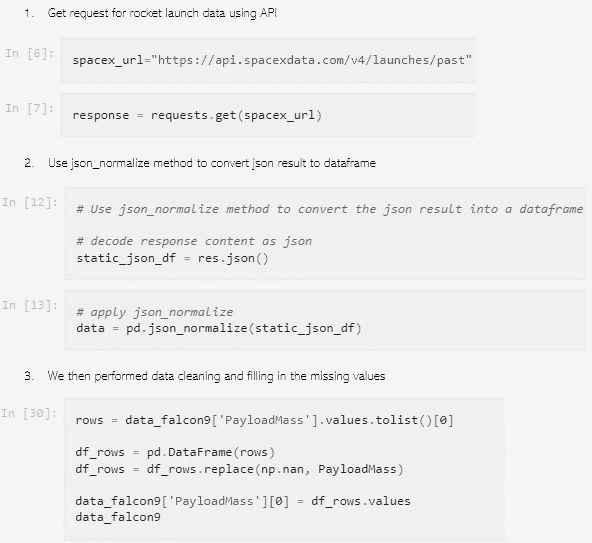 1. Get request for rocket launch data using API
In [6]: spacex_url="https://api.spacexdata.com/v4/launches/past"
In [7]: response = requests.get(spacex_url)
2. Use json_normalize method to convert json result to dataframe
In [12]: # Use json_normalize method to convert the json result into a dataframe
# decode response content as json
static_json_df = res.json()
In [13]: # apply json_normalize
data = pd.json_normalize(static_json_df)
3. We then performed data cleaning and filling in the missing values
In [30]: rows = data_falcon9['PayloadMass'].values.tolist()[0]
df_rows = pd.DataFrame(rows)
df_rows = df_rows.replace(np.nan, PayloadMass)
data_falcon9['PayloadMass'][0] = df_rows.values
data_falcon9